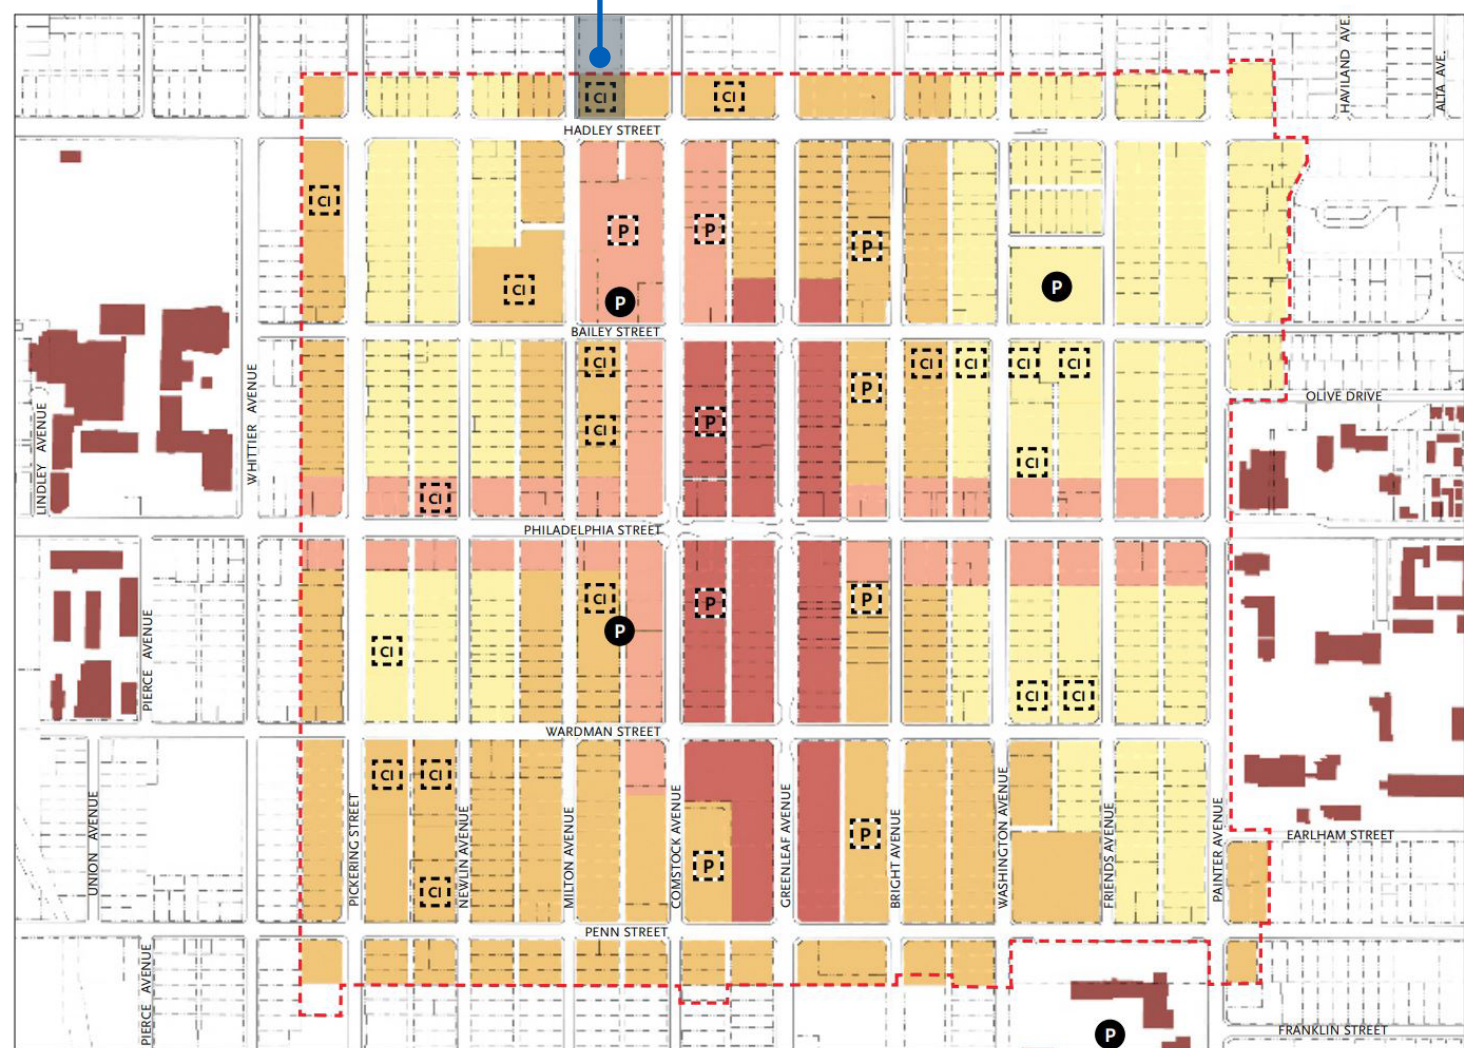 HAVILAND AVE.
ALTA AVE.
CI
CI
HADLEY STREET
CI
P
P
P
CI
P
P
BAILEY STREET
CI
CI
CI
CI
CI
P
WHITTIER AVENUE
OLIVE DRIVE
LINDLEY AVENUE
P
CI
CI
CI
PHILADELPHIA STREET
CI
P
P
P
PIERCE AVENUE
CI
CI
CI
WARDMAN STREET
CI
CI
UNION AVENUE
PICKERING STREET
NEWLIN AVENUE
MILTON AVENUE
COMSTOCK AVENUE
GREENLEAF AVENUE
BRIGHT AVENUE
WASHINGTON AVENUE
FRIENDS AVENUE
PAINTER AVENUE
P
EARLHAM STREET
P
CI
PENN STREET
PIERCE AVENUE
P
FRANKLIN STREET